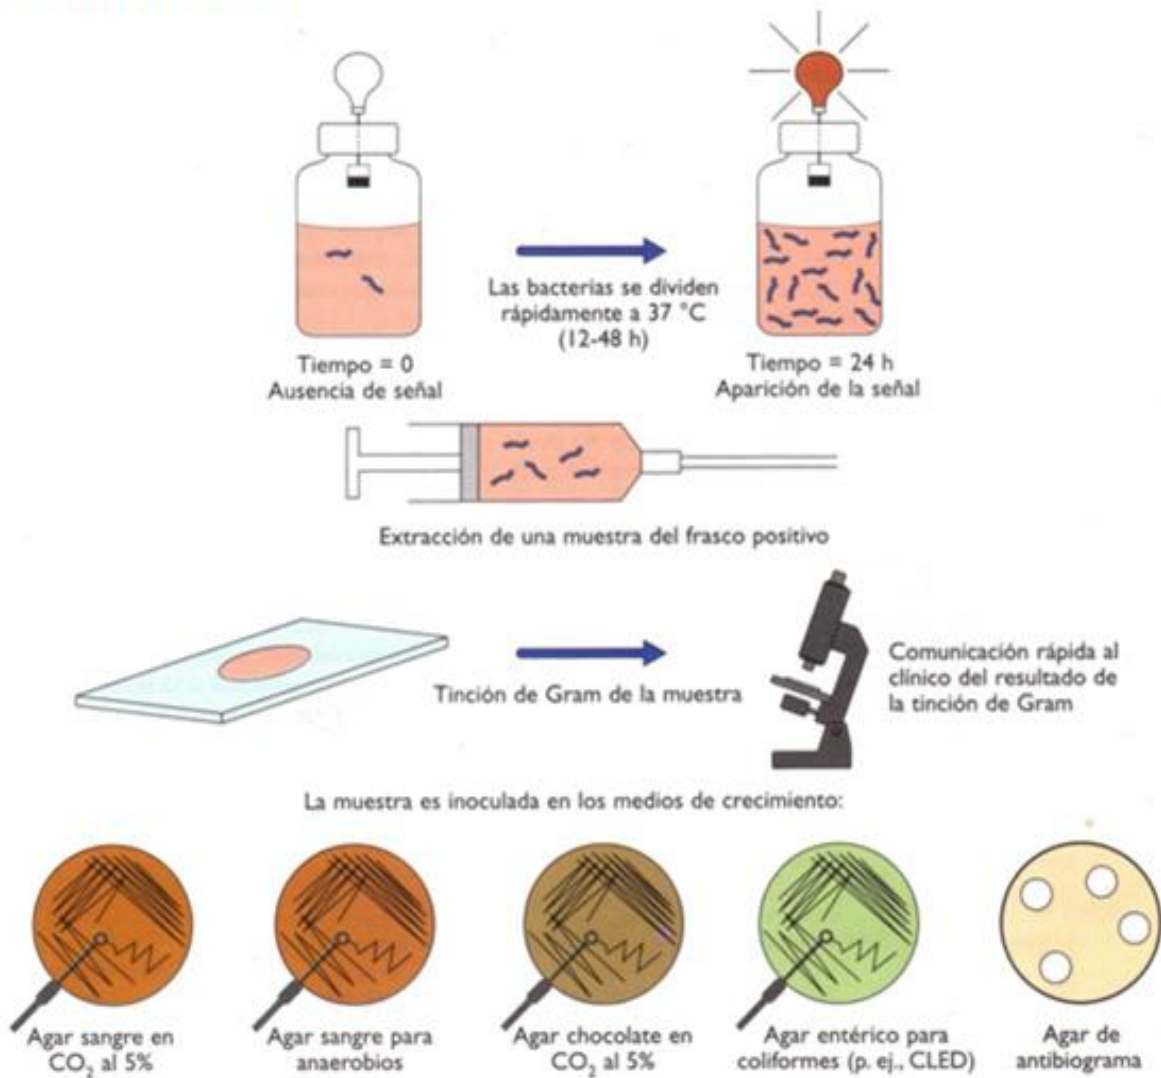 Las bacterias se dividen
rápidamente a 37 °C
(12-48 h)
Tiempo = 0
Ausencia de señal
Tiempo = 24 h
Aparición de la señal
Extracción de una muestra del frasco positivo
Tinción de Gram de la muestra
Comunicación rápida al
clínico del resultado de
la tinción de Gram
La muestra es inoculada en los medios de crecimiento:
Agar sangre en
CO₂ al 5%
Agar sangre para
anaerobios
Agar chocolate en
CO₂ al 5%
Agar entérico para
coliformes (p. ej., CLED)
Agar de
antibiograma